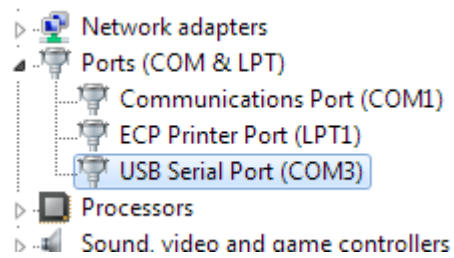 Network adapters
Ports (COM & LPT)
Communications Port (COM1)
ECP Printer Port (LPT1)
USB Serial Port (COM3)
Processors
Sound, video and game controllers